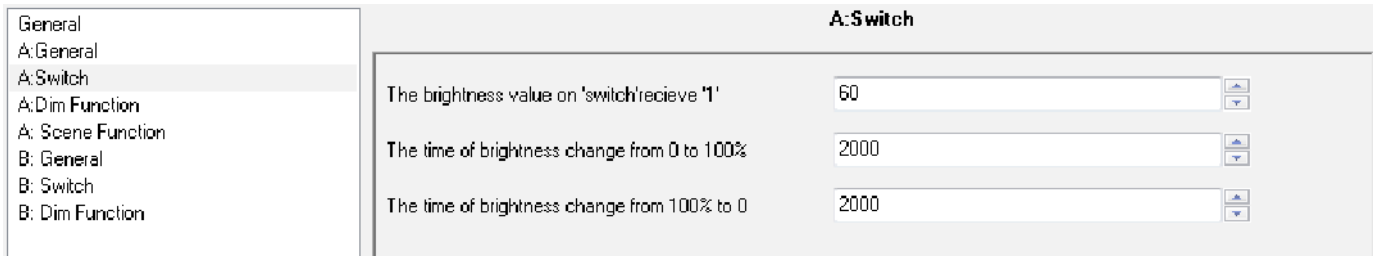 General
A:General
A:Switch
A:Dim Function
A: Scene Function
B: General
B: Switch
B: Dim Function
A:Switch
The brightness value on 'switch'recieve '1'
60
The time of brightness change from 0 to 100%
2000
The time of brightness change from 100% to 0
2000